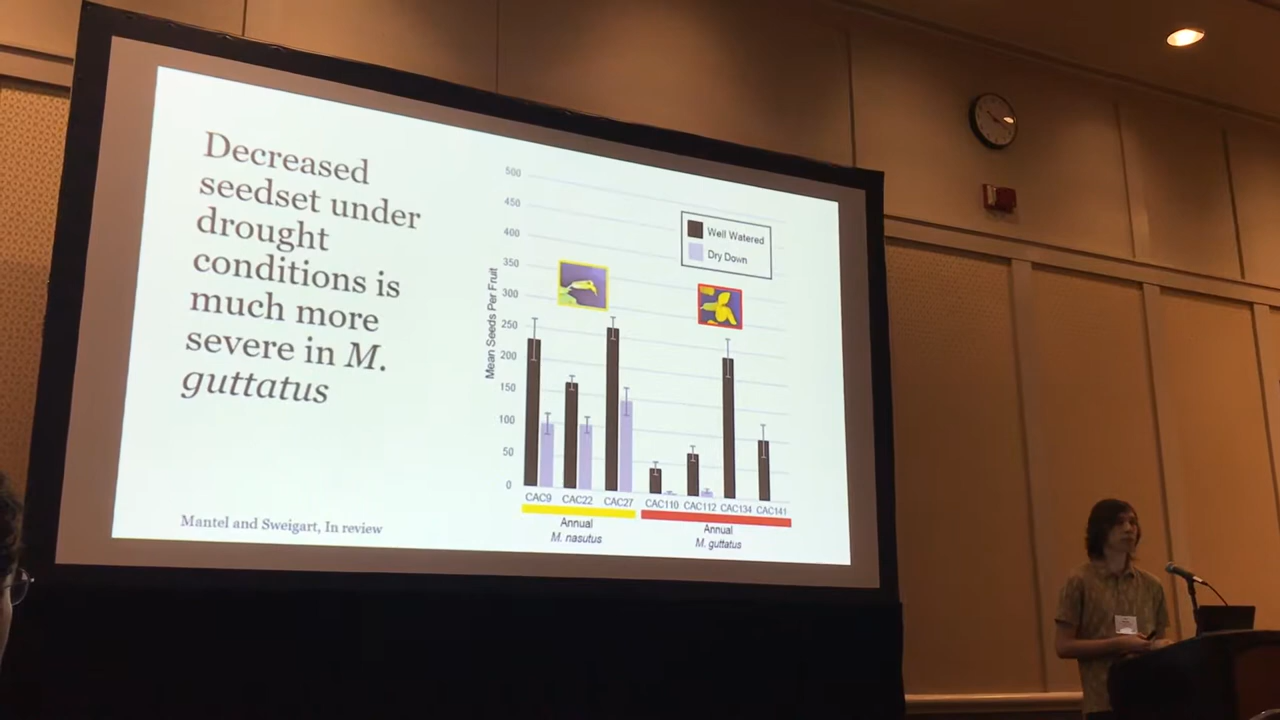 Decreased
seedset under
drought
conditions is
much more
severe in M.
guttatus
Mantel and Sweigart, In review
Mean Seeds Per Fruit
500
450
400
350
300
250
200
150
100
50
0
Well Watered
Dry Down
CAC9 CAC22 CAC27 CAC110 CAC112 CAC134 CAC141
Annual
M. nasutus
Annual
M. guttatus